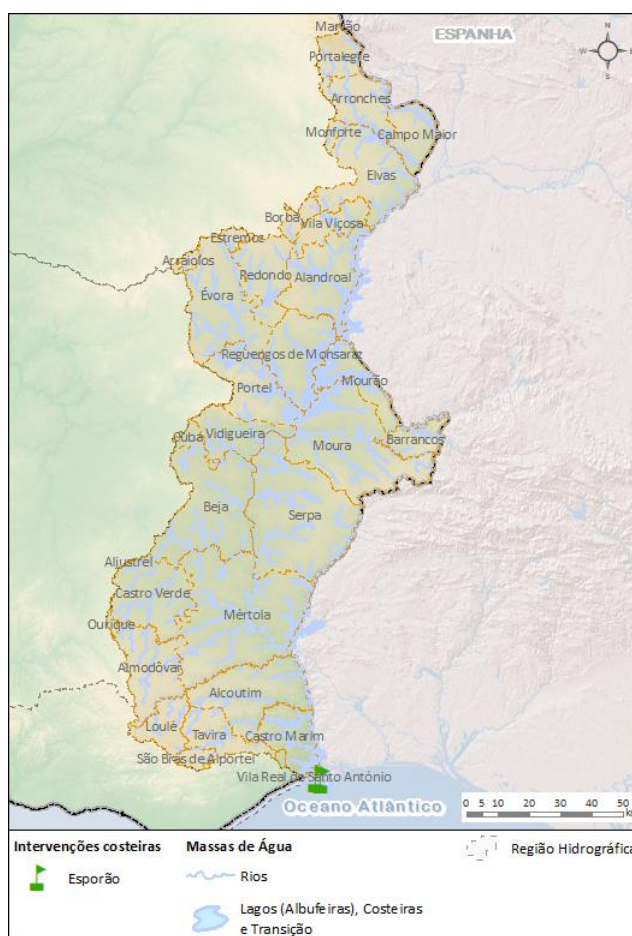 Marvão
ESPANHA
N
W
E
S
Portalegre
Arronches
Monforte
Campo Maior
Elvas
Borba
Vila Viçosa
Estremoz
Arraiolos
Redondo
Alandroal
Évora
Reguengos de Monsaraz
Mourão
Portel
Cuba
Vidigueira
Moura
Barrancos
Beja
Serpa
Aljustrel
Castro Verde
Ourique
Mértola
Almodôvar
Alcoutim
Loulé
Tavira
Castro Marim
São Brás de Alportel
Vila Real de Santo António
Oceano Atlântico
0 5 10 20 30 40 50
km
Intervenções costeiras
Massas de Água
Região Hidrográfica
Esporão
Rios
Lagos (Albufeiras), Costeiras
e Transição